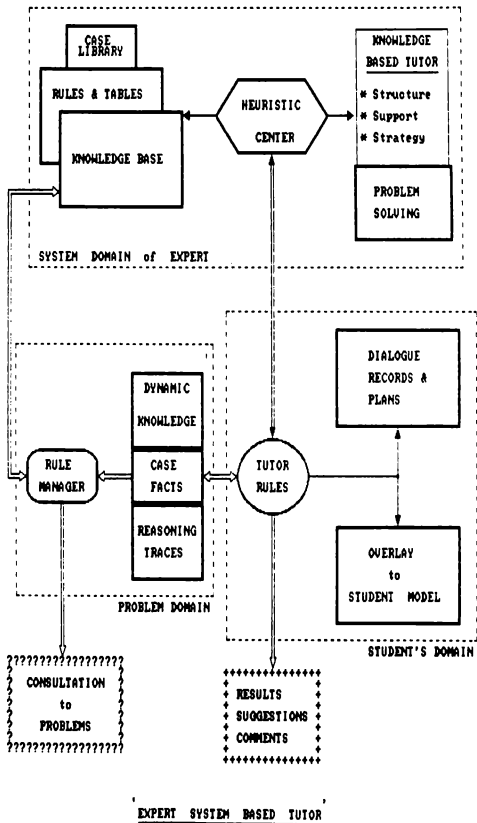 CASE
LIBRARY
RULES & TABLES
KNOWLEDGE BASE
HEURISTIC
CENTER
KNOWLEDGE
BASED TUTOR
* Structure
* Support
* Strategy
PROBLEM
SOLVING
SYSTEM DOMAIN of EXPERT
DYNAMIC
KNOWLEDGE
CASE
FACTS
REASONING
TRACES
RULE
MANAGER
PROBLEM DOMAIN
TUTOR
RULES
DIALOGUE
RECORDS &
PLANS
OVERLAY
to
STUDENT MODEL
STUDENT'S DOMAIN
CONSULTATION
to
PROBLEMS
RESULTS
SUGGESTIONS
COMMENTS
'EXPERT SYSTEM BASED TUTOR'